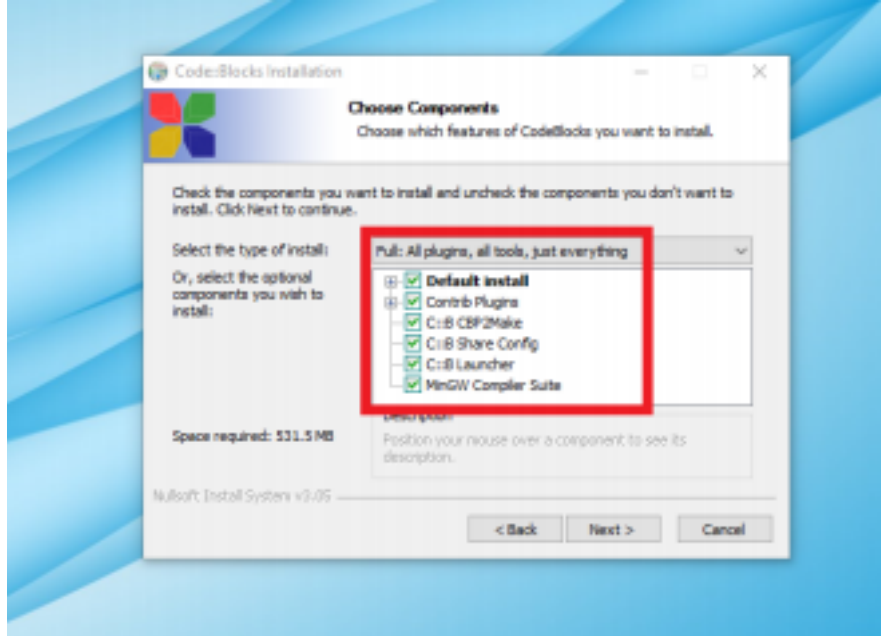 Code::Blocks Installation
Choose Components
Choose which features of CodeBlocks you want to install.
Check the components you want to install and uncheck the components you don't want to
install. Click Next to continue.
Select the type of install:
Full: All plugins, all tools, just everything
Or, select the optional
components you wish to
install:
Default install
Contrib Plugins
C::B CBP2Make
C::B Share Config
C::B Launcher
MinGW Compiler Suite
Space required: 531.5 MB
Description
Position your mouse over a component to see its
description.
Nullsoft Install System v3.05
< Back
Next >
Cancel